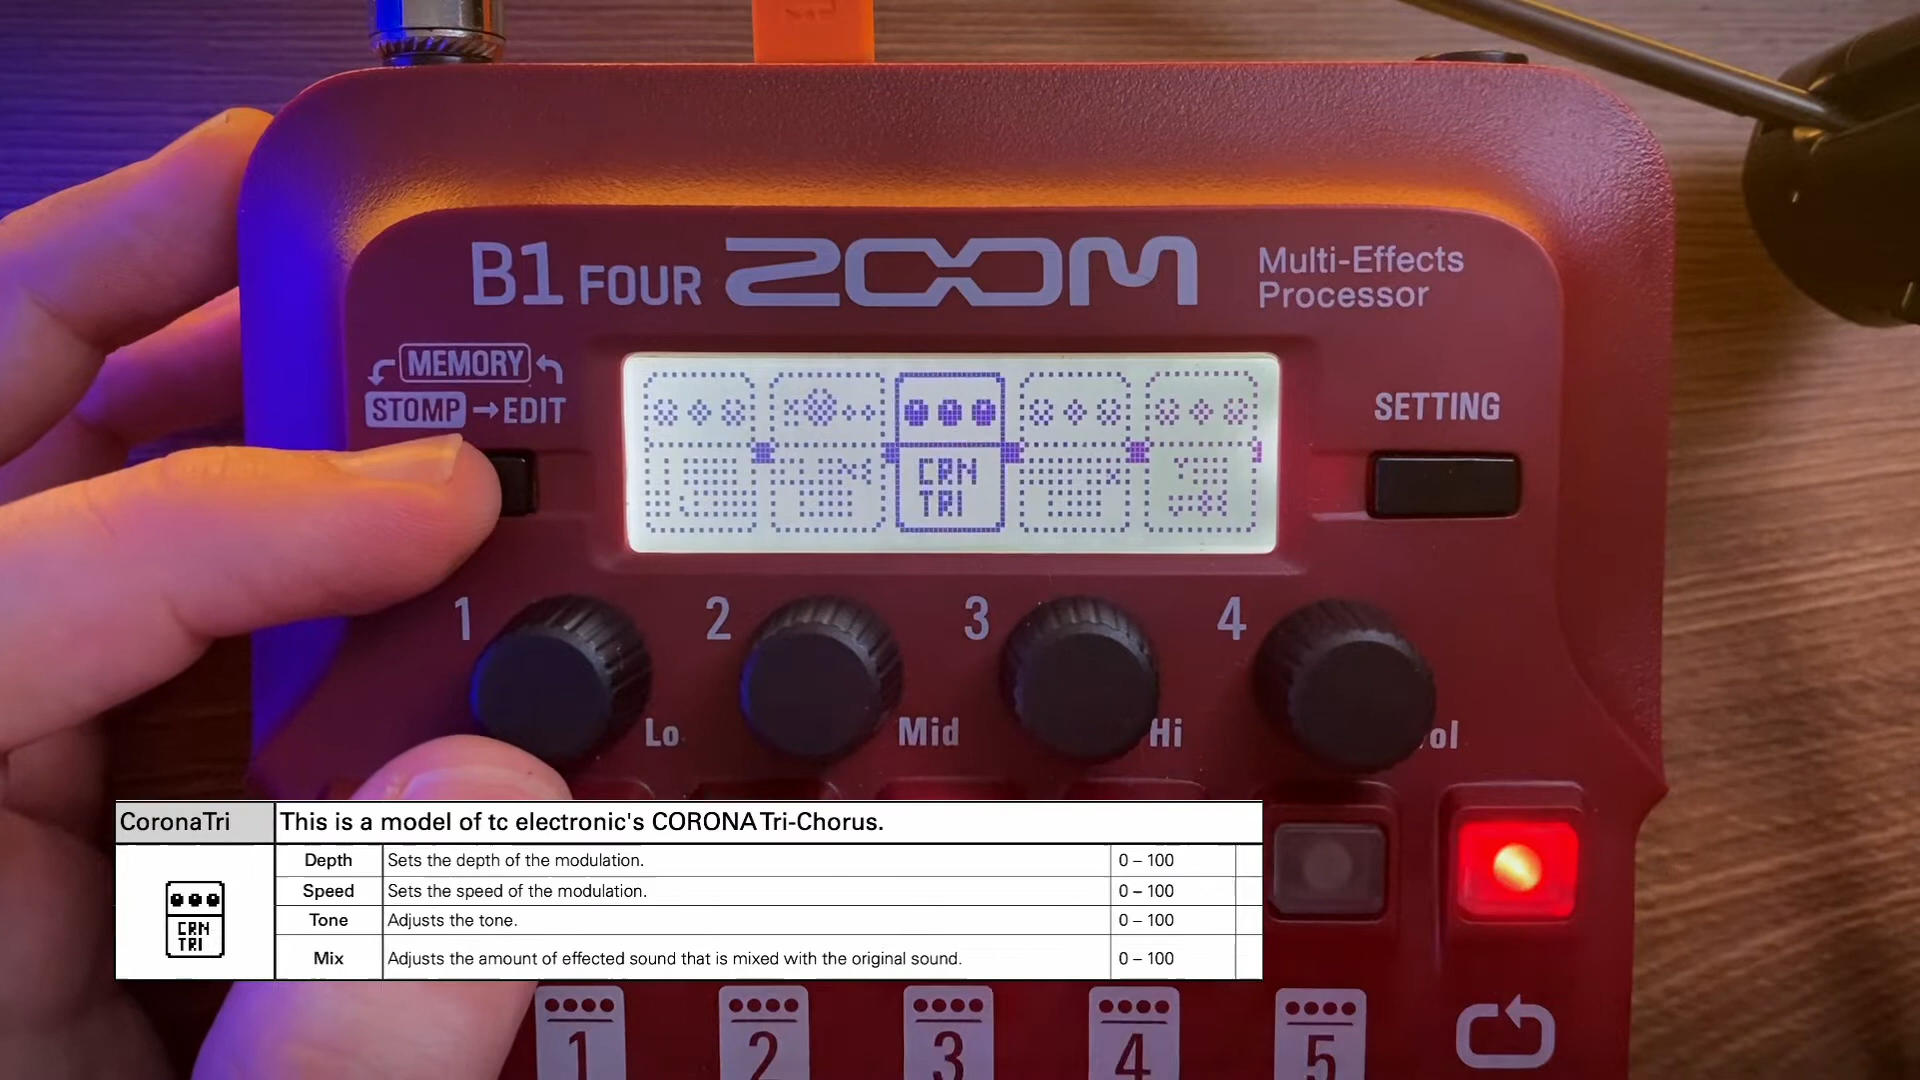 B1 FOUR ZOOM Multi-Effects
Processor
MEMORY
STOMP → EDIT
SETTING
CRN
TRI
1 2 3 4
Lo Mid Hi
CoronaTri This is a model of tc electronic's CORONA Tri-Chorus.
Depth Sets the depth of the modulation. 0 – 100
Speed Sets the speed of the modulation. 0 – 100
Tone Adjusts the tone. 0 – 100
Mix Adjusts the amount of effected sound that is mixed with the original sound. 0 – 100
CRN
TRI
1 2 3 4 5